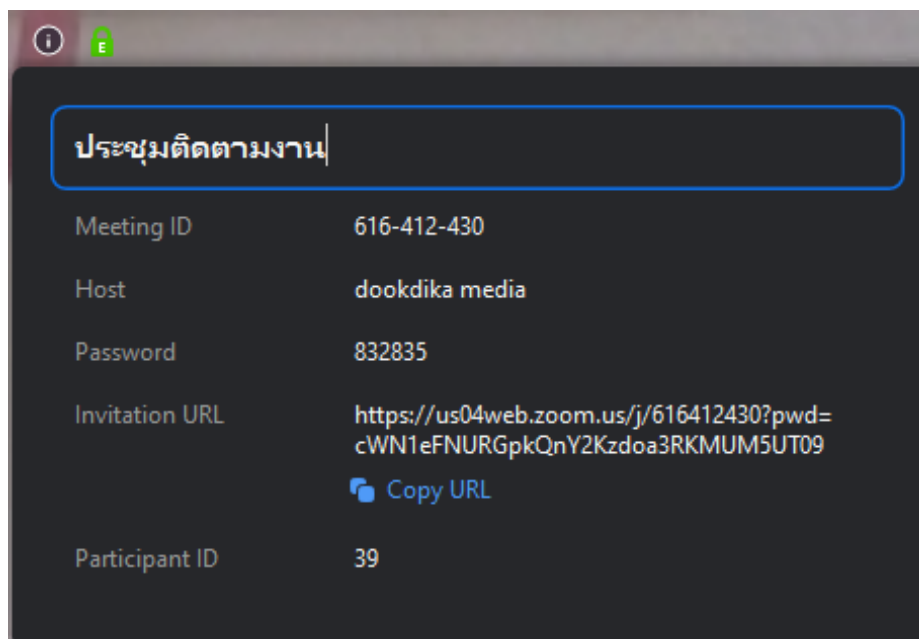 E
ประชุมติดตามงาน
Meeting ID 616-412-430
Host dookdika media
Password 832835
Invitation URL https://us04web.zoom.us/j/616412430?pwd=
cWN1eFNURGpkQnY2Kzdoa3RKMUM5UT09
Copy URL
Participant ID 39